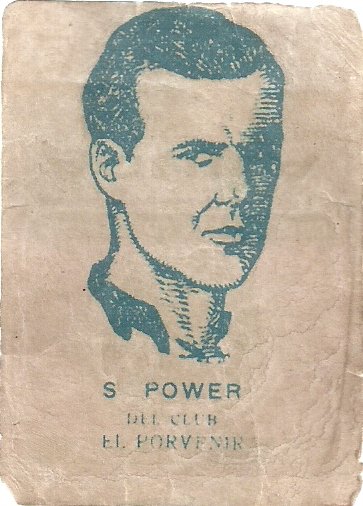 S POWER
DEL CLUB
EL PORVENIR